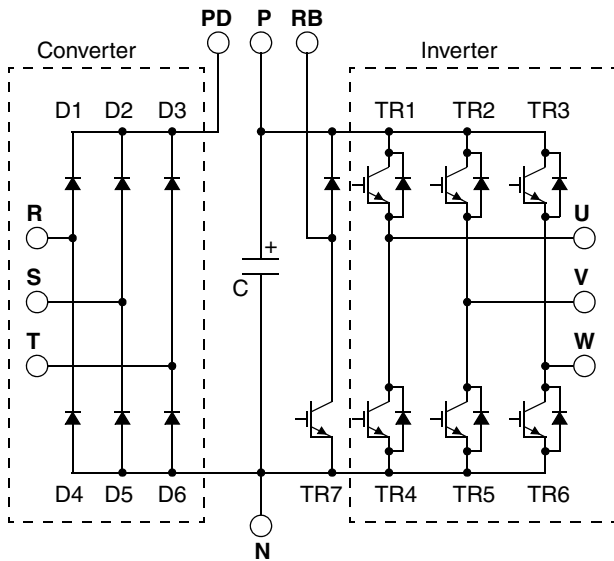 PD P RB
Converter
Inverter
D1 D2 D3
TR1 TR2 TR3
R
U
+
S
C
V
T
W
D4 D5 D6
TR7 TR4 TR5 TR6
N